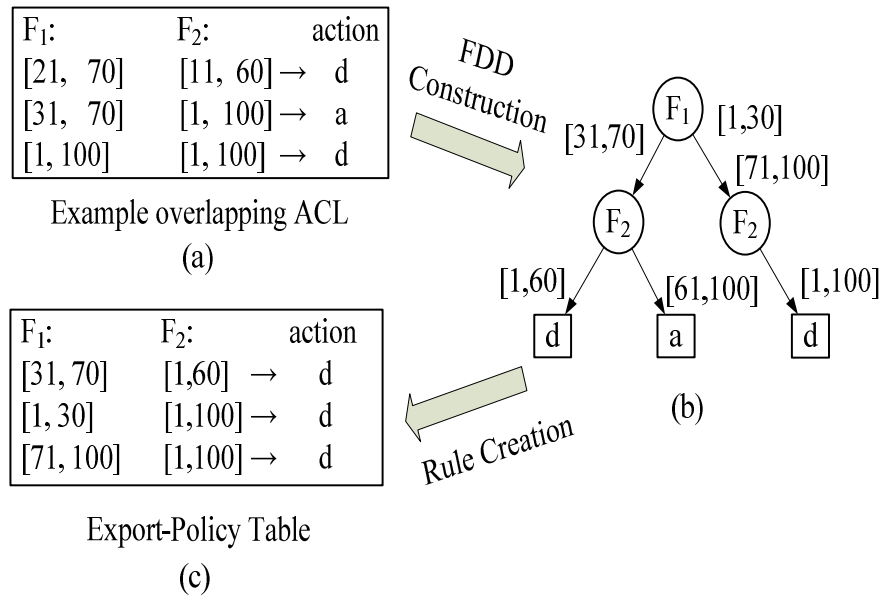 F1: F2: action
[21, 70] [11, 60] → d
[31, 70] [1, 100] → a
[1, 100] [1, 100] → d
Example overlapping ACL
(a)
FDD
Construction
F1
[31,70] [1,30]
[71,100]
F2 F2
[1,60] [61,100] [1,100]
d a d
(b)
Rule Creation
F1: F2: action
[31, 70] [1,60] → d
[1, 30] [1,100] → d
[71, 100] [1,100] → d
Export-Policy Table
(c)